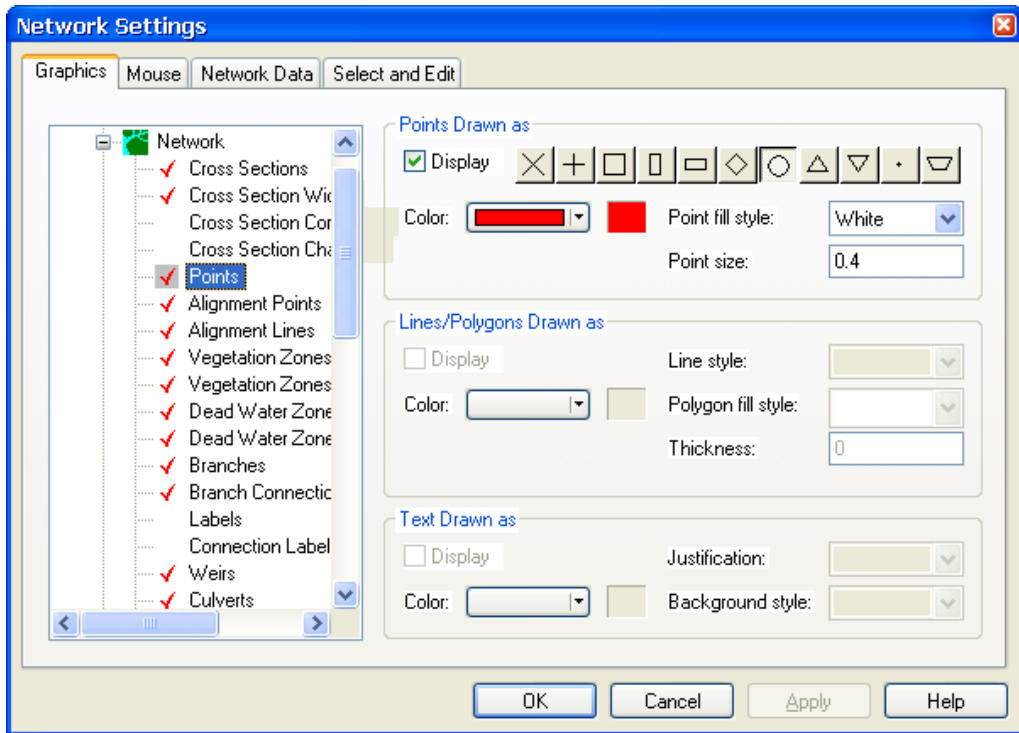 Network Settings
Graphics Mouse Network Data Select and Edit
Network
Cross Sections
Cross Section Wid
Cross Section Cor
Cross Section Cha
Points
Alignment Points
Alignment Lines
Vegetation Zones
Vegetation Zones
Dead Water Zone
Dead Water Zone
Branches
Branch Connectic
Labels
Connection Label
Weirs
Culverts
Points Drawn as
Display
Color: Point fill style: White
Point size: 0.4
Lines/Polygons Drawn as
Display Line style:
Color: Polygon fill style:
Thickness: 0
Text Drawn as
Display Justification:
Color: Background style:
OK Cancel Apply Help